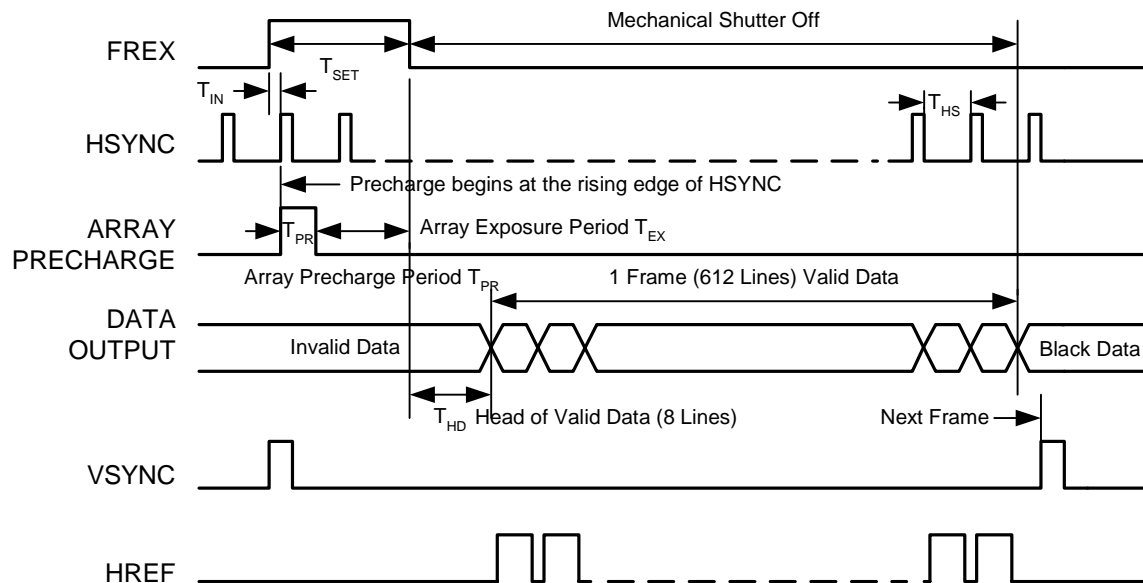 Mechanical Shutter Off
FREX
T_SET
T_IN
T_HS
HSYNC
Precharge begins at the rising edge of HSYNC
ARRAY
PRECHARGE
T_PR
Array Exposure Period T_EX
Array Precharge Period T_PR
1 Frame (612 Lines) Valid Data
DATA
OUTPUT
Invalid Data
Black Data
T_HD Head of Valid Data (8 Lines)
Next Frame
VSYNC
HREF